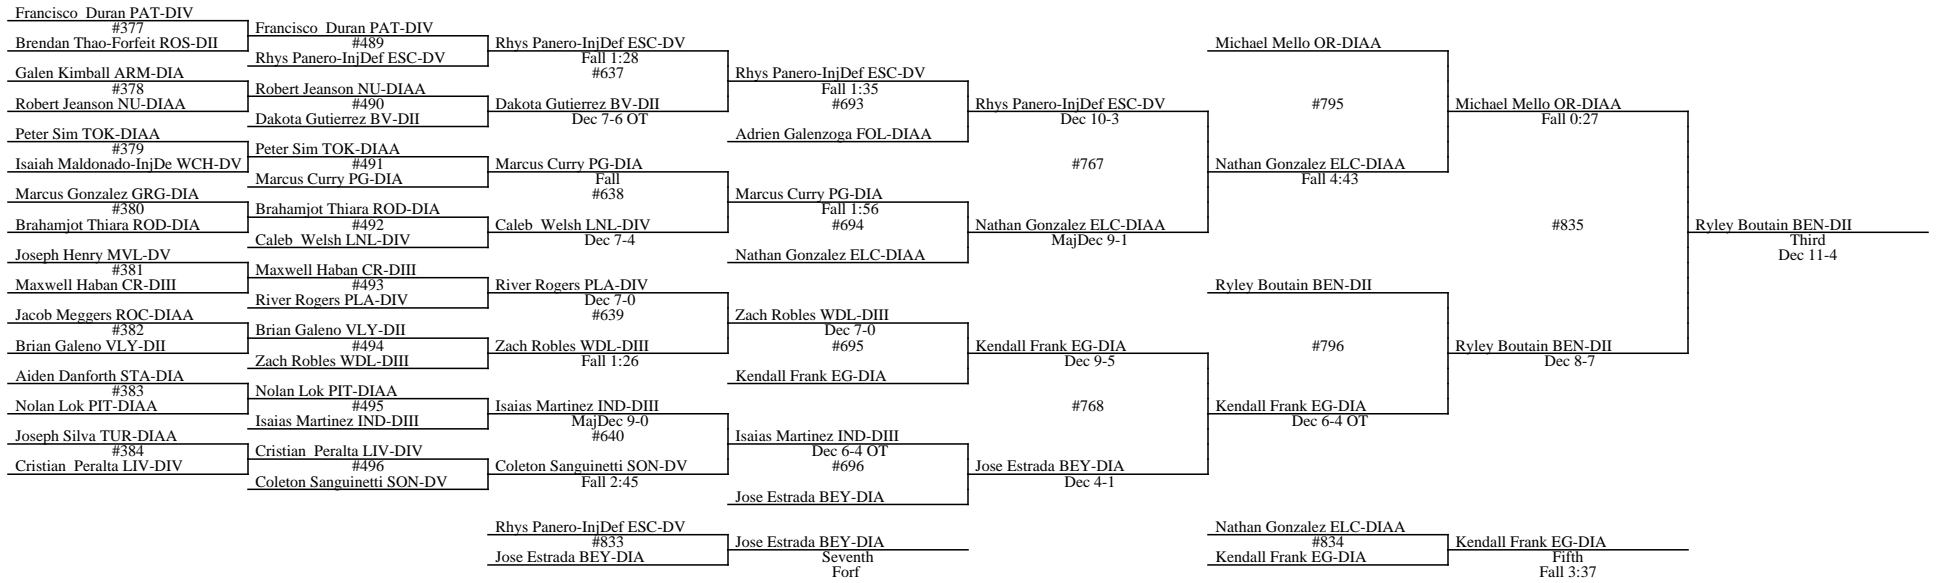 Francisco  Duran PAT-DIV
#377
Brendan Thao-Forfeit ROS-DII
Galen Kimball ARM-DIA
#378
Robert Jeanson NU-DIAA
Peter Sim TOK-DIAA
#379
Isaiah Maldonado-InjDe WCH-DV
Marcus Gonzalez GRG-DIA
#380
Brahamjot Thiara ROD-DIA
Joseph Henry MVL-DV
#381
Maxwell Haban CR-DIII
Jacob Meggers ROC-DIAA
#382
Brian Galeno VLY-DII
Aiden Danforth STA-DIA
#383
Nolan Lok PIT-DIAA
Joseph Silva TUR-DIAA
#384
Cristian  Peralta LIV-DIV
Francisco  Duran PAT-DIV
#489
Rhys Panero-InjDef ESC-DV
Robert Jeanson NU-DIAA
#490
Dakota Gutierrez BV-DII
Peter Sim TOK-DIAA
#491
Marcus Curry PG-DIA
Brahamjot Thiara ROD-DIA
#492
Caleb  Welsh LNL-DIV
Maxwell Haban CR-DIII
#493
River Rogers PLA-DIV
Brian Galeno VLY-DII
#494
Zach Robles WDL-DIII
Nolan Lok PIT-DIAA
#495
Isaias Martinez IND-DIII
Cristian  Peralta LIV-DIV
#496
Coleton Sanguinetti SON-DV
Rhys Panero-InjDef ESC-DV
Fall 1:28
#637
Dakota Gutierrez BV-DII
Dec 7-6 OT
Marcus Curry PG-DIA
Fall
#638
Caleb  Welsh LNL-DIV
Dec 7-4
River Rogers PLA-DIV
Dec 7-0
#639
Zach Robles WDL-DIII
Fall 1:26
Isaias Martinez IND-DIII
MajDec 9-0
#640
Coleton Sanguinetti SON-DV
Fall 2:45
Rhys Panero-InjDef ESC-DV
#833
Jose Estrada BEY-DIA
Rhys Panero-InjDef ESC-DV
Fall 1:35
#693
Adrien Galenzoga FOL-DIAA
Marcus Curry PG-DIA
Fall 1:56
#694
Nathan Gonzalez ELC-DIAA
Zach Robles WDL-DIII
Dec 7-0
#695
Kendall Frank EG-DIA
Isaias Martinez IND-DIII
Dec 6-4 OT
#696
Jose Estrada BEY-DIA
Jose Estrada BEY-DIA
Seventh
Forf
Rhys Panero-InjDef ESC-DV
Dec 10-3
#767
Nathan Gonzalez ELC-DIAA
MajDec 9-1
Kendall Frank EG-DIA
Dec 9-5
#768
Jose Estrada BEY-DIA
Dec 4-1
Michael Mello OR-DIAA
#795
Nathan Gonzalez ELC-DIAA
Fall 4:43
Ryley Boutain BEN-DII
#796
Kendall Frank EG-DIA
Dec 6-4 OT
Nathan Gonzalez ELC-DIAA
#834
Kendall Frank EG-DIA
Michael Mello OR-DIAA
Fall 0:27
#835
Ryley Boutain BEN-DII
Dec 8-7
Kendall Frank EG-DIA
Fifth
Fall 3:37
Ryley Boutain BEN-DII
Third
Dec 11-4